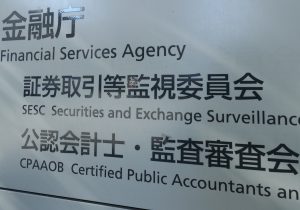 金融庁
Financial Services Agency
証券取引等監視委員会
SESC Securities and Exchange Surveillance
公認会計士・監査審査会
CPAAOB Certified Public Accountants an